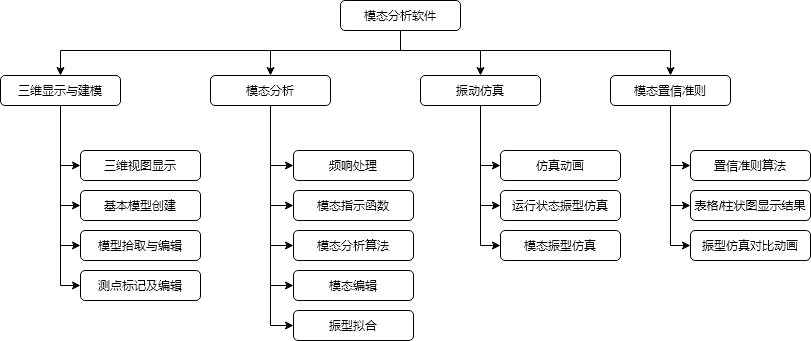 模态分析软件
三维显示与建模
模态分析
振动仿真
模态置信准则
三维视图显示
基本模型创建
模型拾取与编辑
测点标记及编辑
频响处理
模态指示函数
模态分析算法
模态编辑
振型拟合
仿真动画
运行状态振型仿真
模态振型仿真
置信准则算法
表格/柱状图显示结果
振型仿真对比动画